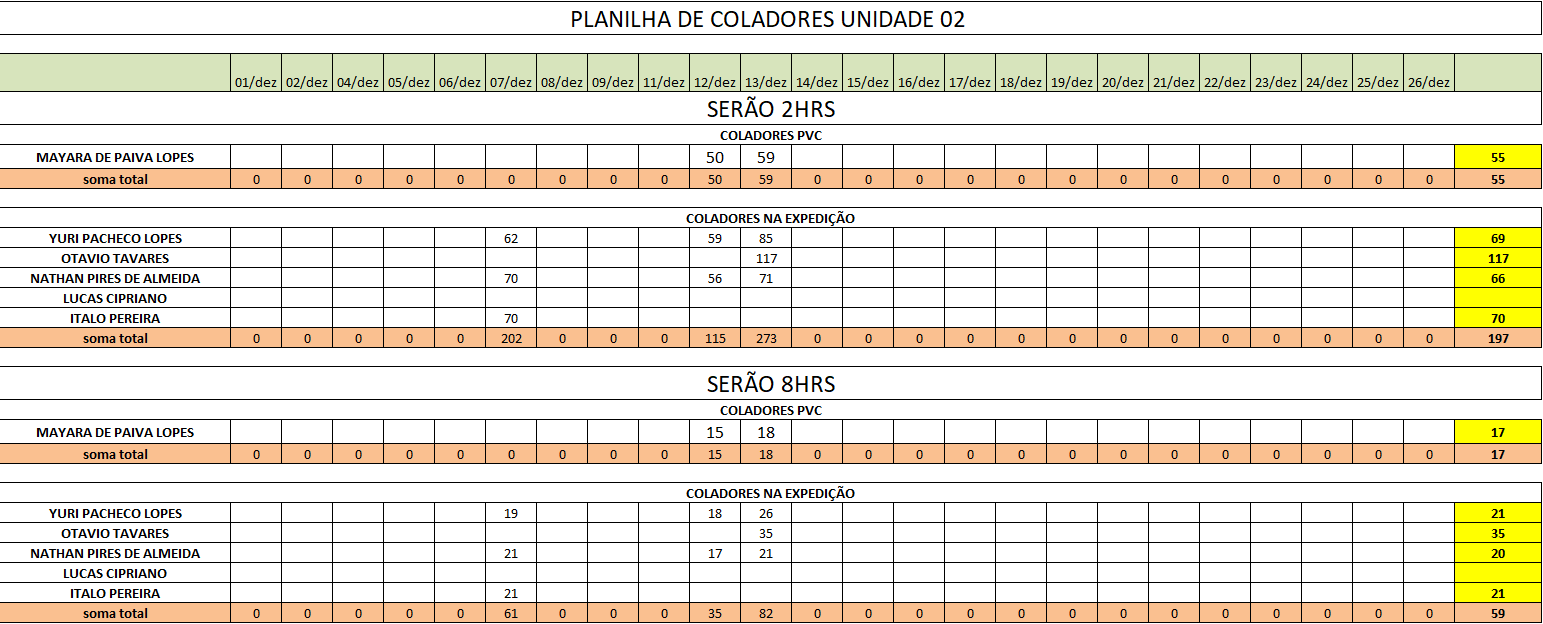 PLANILHA DE COLADORES UNIDADE 02
01/dez 02/dez 04/dez 05/dez 06/dez 07/dez 08/dez 09/dez 11/dez 12/dez 13/dez 14/dez 15/dez 16/dez 17/dez 18/dez 19/dez 20/dez 21/dez 22/dez 23/dez 24/dez 25/dez 26/dez
SERÃO 2HRS
COLADORES PVC
MAYARA DE PAIVA LOPES 50 59 55
soma total 0 0 0 0 0 0 0 0 0 50 59 0 0 0 0 0 0 0 0 0 0 0 0 0 55
COLADORES NA EXPEDIÇÃO
YURI PACHECO LOPES 62 59 85 69
OTAVIO TAVARES 117 117
NATHAN PIRES DE ALMEIDA 70 56 71 66
LUCAS CIPRIANO
ITALO PEREIRA 70 70
soma total 0 0 0 0 0 202 0 0 0 115 273 0 0 0 0 0 0 0 0 0 0 0 0 0 197
SERÃO 8HRS
COLADORES PVC
MAYARA DE PAIVA LOPES 15 18 17
soma total 0 0 0 0 0 0 0 0 0 15 18 0 0 0 0 0 0 0 0 0 0 0 0 0 17
COLADORES NA EXPEDIÇÃO
YURI PACHECO LOPES 19 18 26 21
OTAVIO TAVARES 35 35
NATHAN PIRES DE ALMEIDA 21 17 21 20
LUCAS CIPRIANO
ITALO PEREIRA 21 21
soma total 0 0 0 0 0 61 0 0 0 35 82 0 0 0 0 0 0 0 0 0 0 0 0 0 59